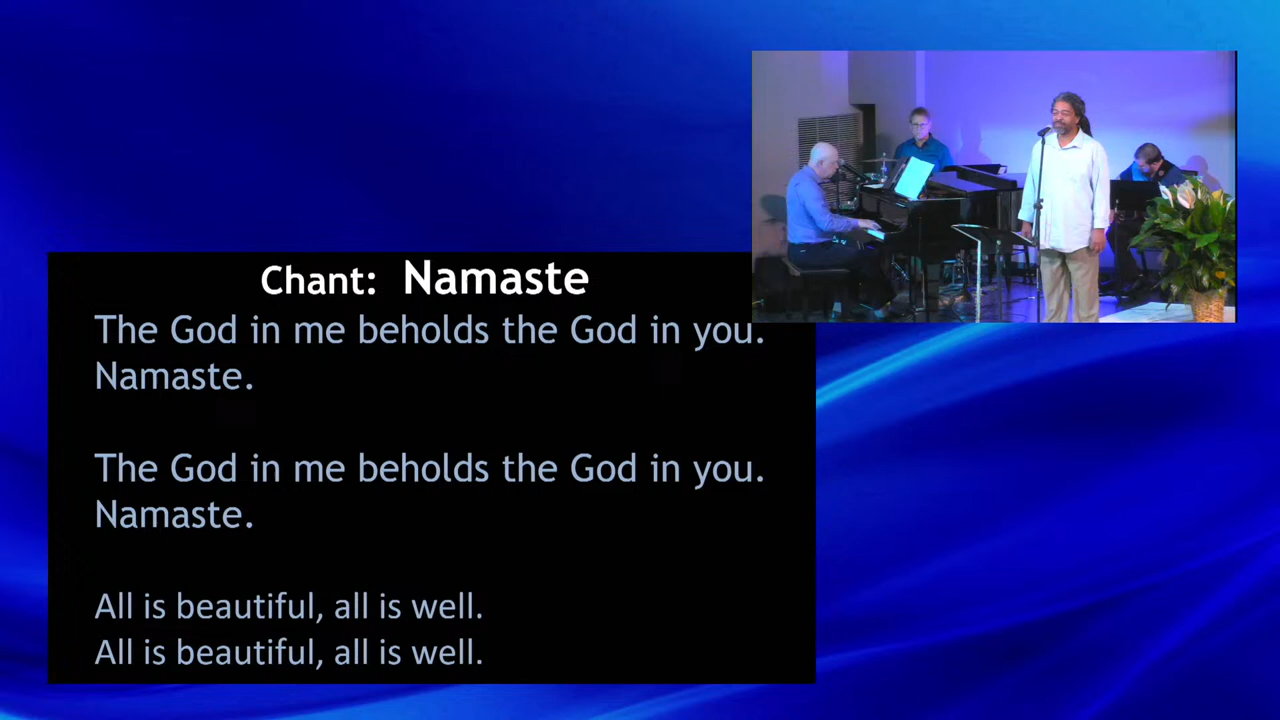 Chant: Namaste
The God in me beholds the God in you.
Namaste.
The God in me beholds the God in you.
Namaste.
All is beautiful, all is well.
All is beautiful, all is well.